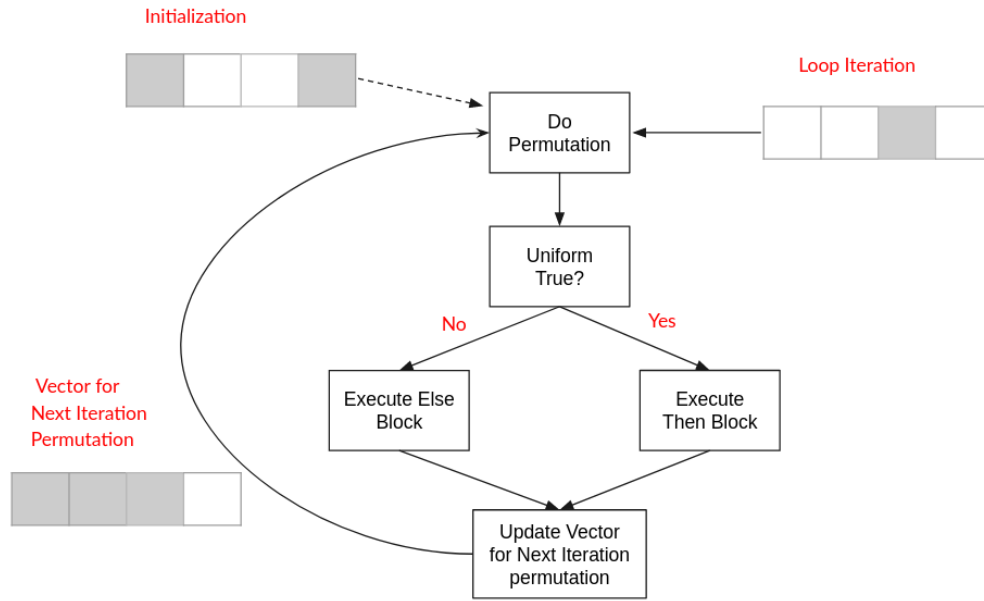 Initialization
Loop Iteration
Do
Permutation
Uniform
True?
No
Yes
Vector for
Next Iteration
Permutation
Execute Else
Block
Execute
Then Block
Update Vector
for Next Iteration
permutation